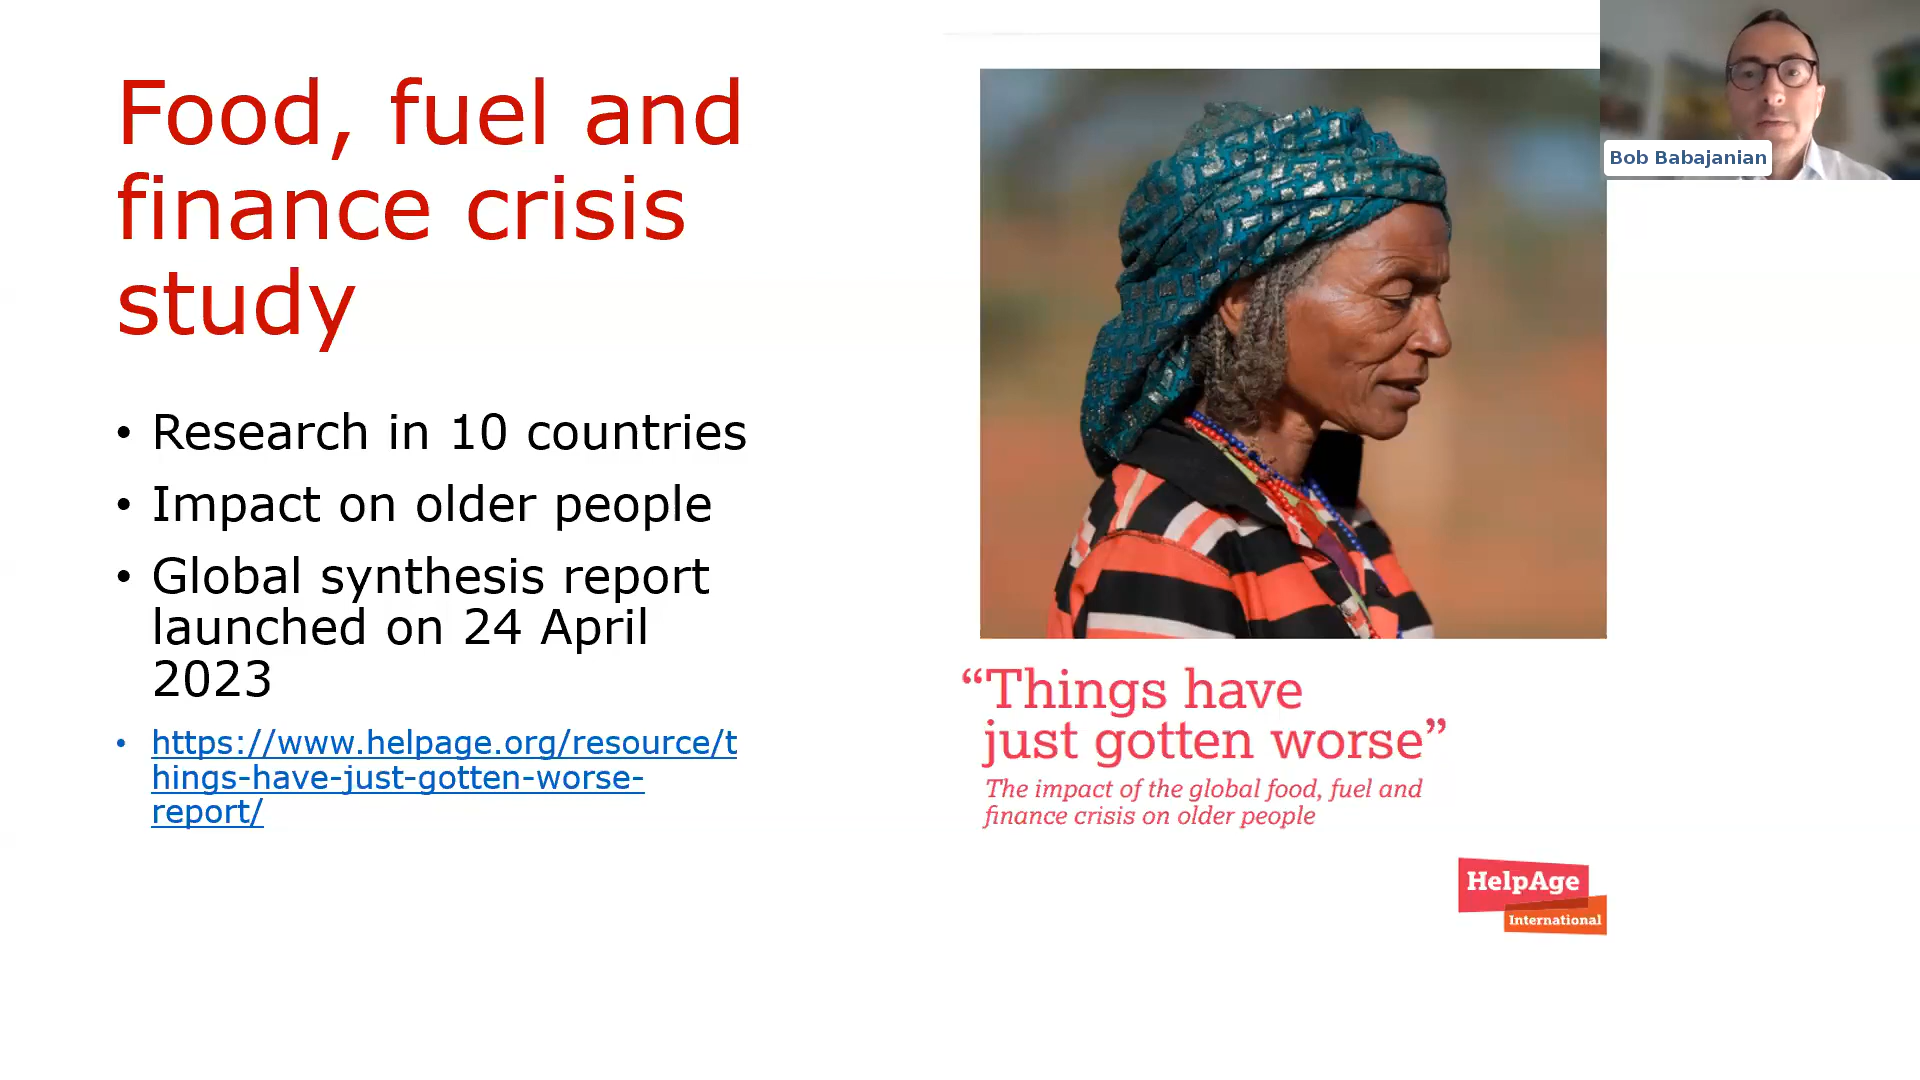 Food, fuel and
finance crisis
study
• Research in 10 countries
• Impact on older people
• Global synthesis report
launched on 24 April
2023
• https://www.helpage.org/resource/t
hings-have-just-gotten-worse-
report/
“Things have
just gotten worse”
The impact of the global food, fuel and
finance crisis on older people
HelpAge
International
Bob Babajanian